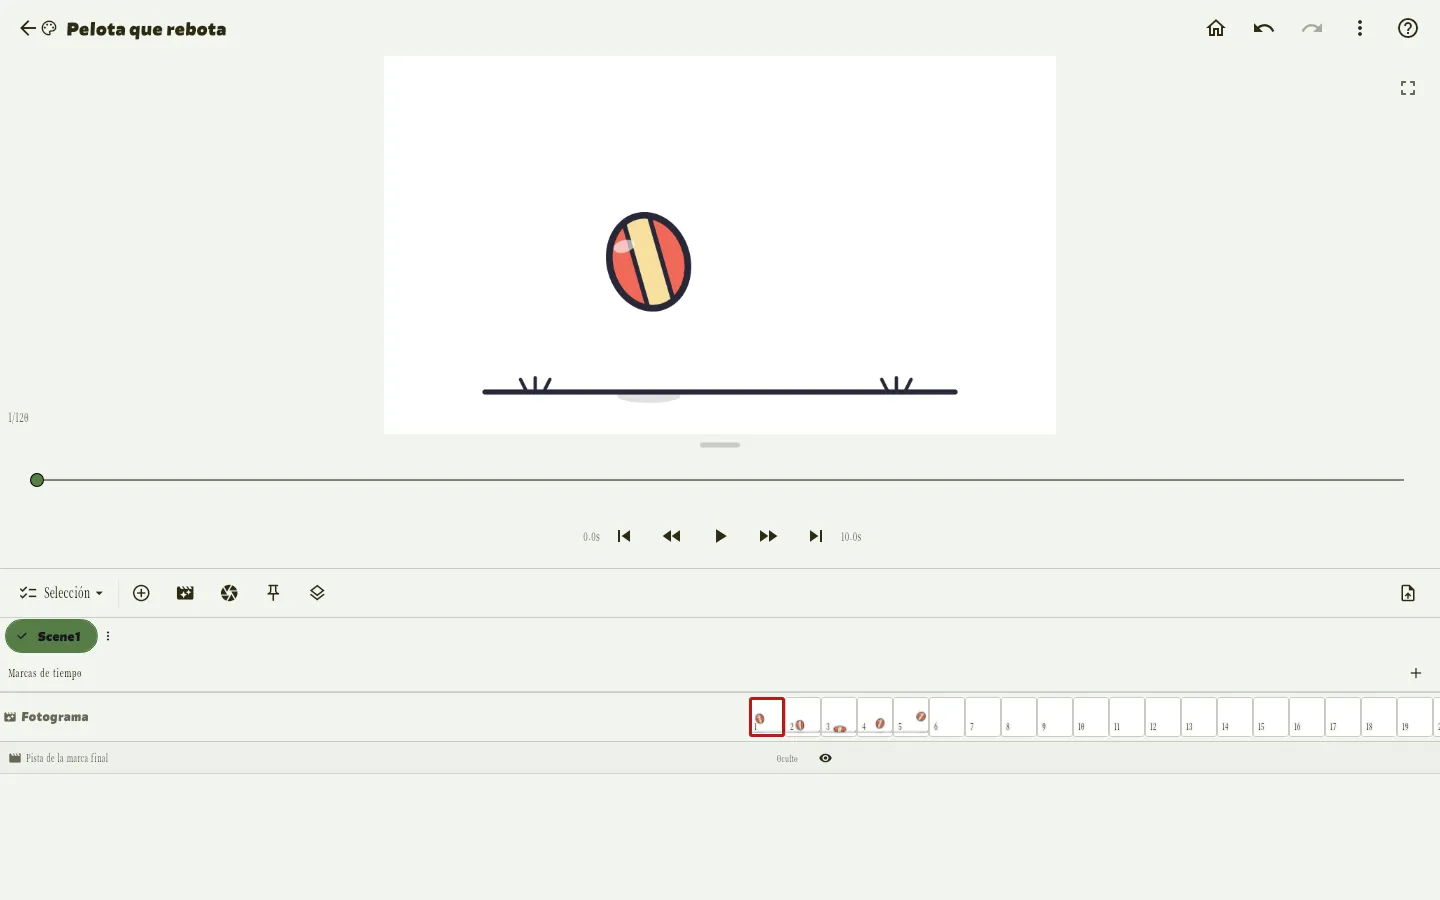 Pelota que rebota
1/120
0.0s
10.0s
Selección
Scene1
Marcas de tiempo
Fotograma
1 2 3 4 5 6 7 8 9 10 11 12 13 14 15 16 17 18 19
Pista de la marca final
Oculto